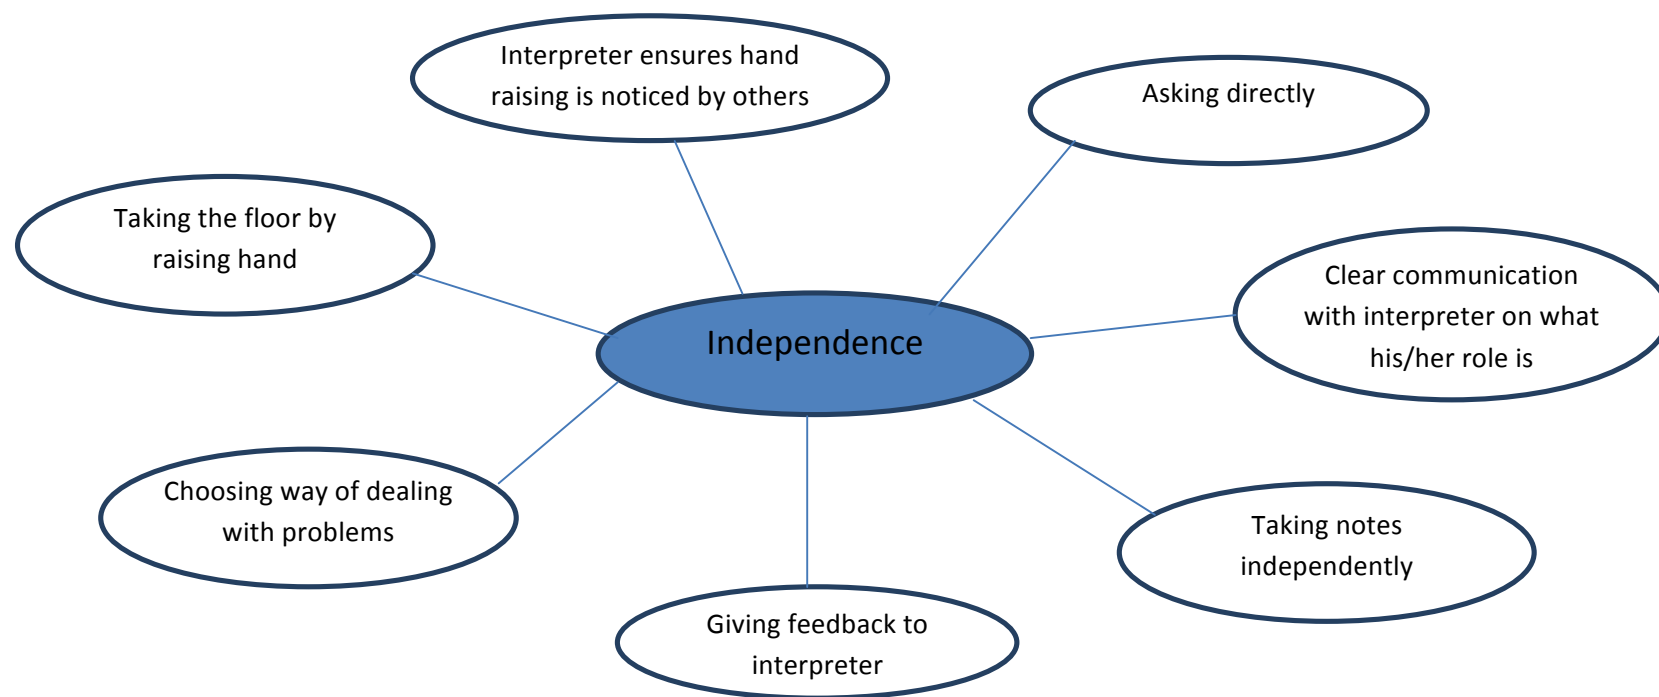 Interpreter ensures hand
raising is noticed by others
Asking directly
Taking the floor by
raising hand
Clear communication
with interpreter on what
his/her role is
Independence
Choosing way of dealing
with problems
Taking notes
independently
Giving feedback to
interpreter